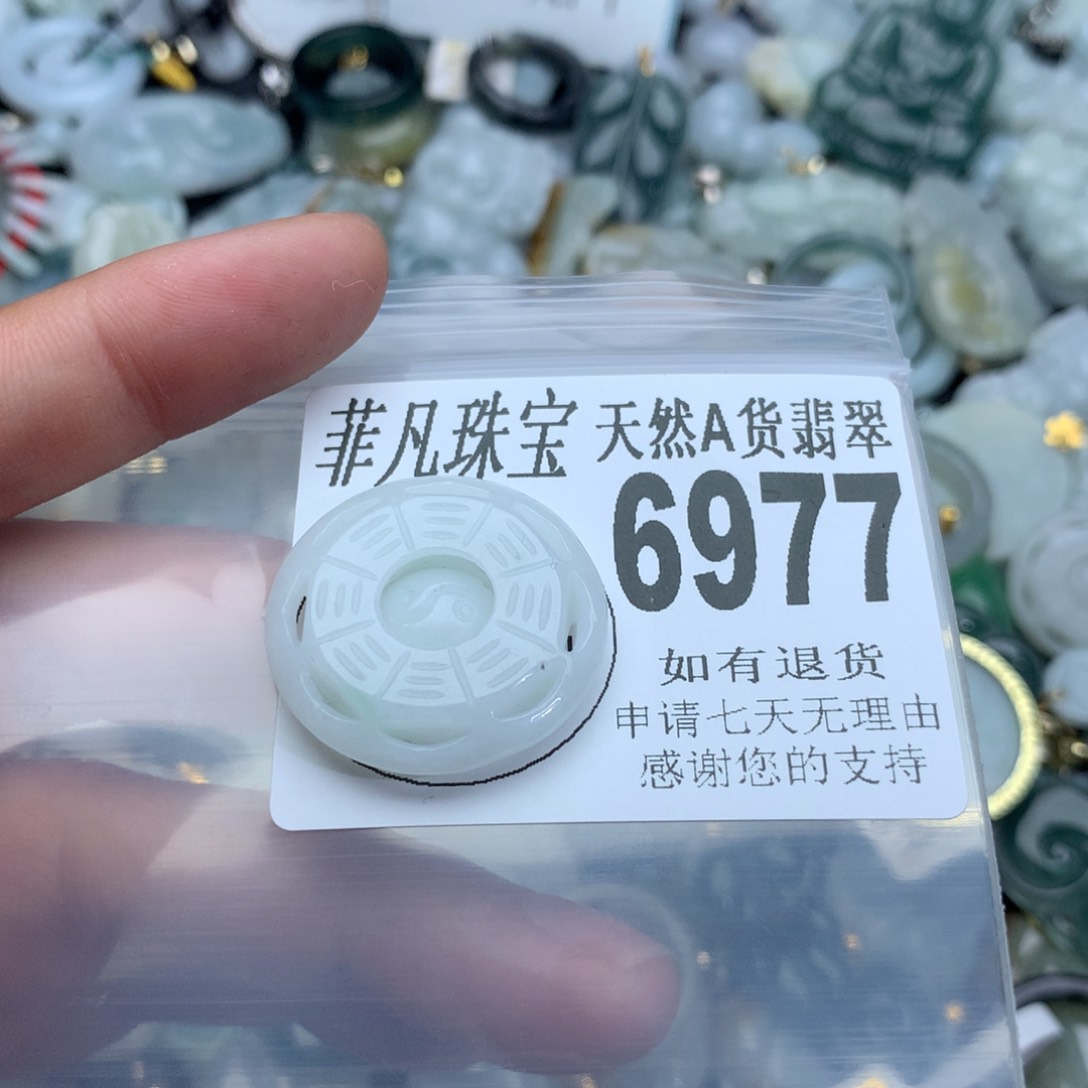 菲凡珠宝 天然A货翡翠
6977
如有退货
申请七天无理由
感谢您的支持